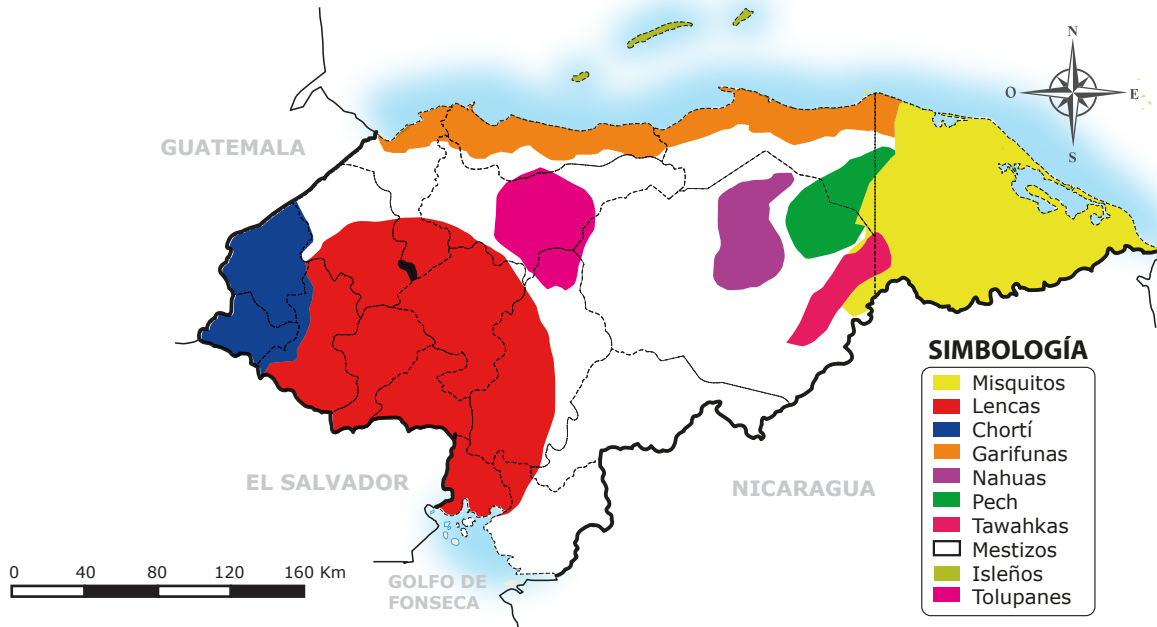 N
O
E
S
GUATEMALA
EL SALVADOR
NICARAGUA
GOLFO DE
FONSECA
0 40 80 120 160 Km
SIMBOLOGÍA
Misquitos
Lencas
Chortí
Garifunas
Nahuas
Pech
Tawahkas
Mestizos
Isleños
Tolupanes